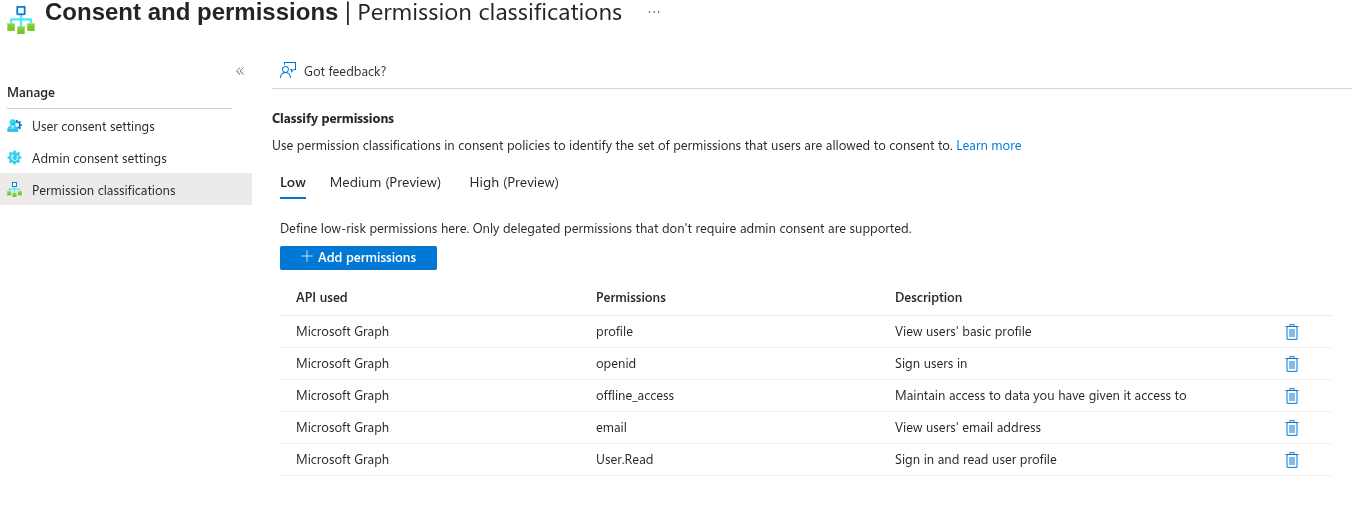 Consent and permissions | Permission classifications ...
«
Manage
User consent settings
Admin consent settings
Permission classifications
Got feedback?
Classify permissions
Use permission classifications in consent policies to identify the set of permissions that users are allowed to consent to. Learn more
Low Medium (Preview) High (Preview)
Define low-risk permissions here. Only delegated permissions that don't require admin consent are supported.
+ Add permissions
API used Permissions Description
Microsoft Graph profile View users' basic profile
Microsoft Graph openid Sign users in
Microsoft Graph offline_access Maintain access to data you have given it access to
Microsoft Graph email View users' email address
Microsoft Graph User.Read Sign in and read user profile